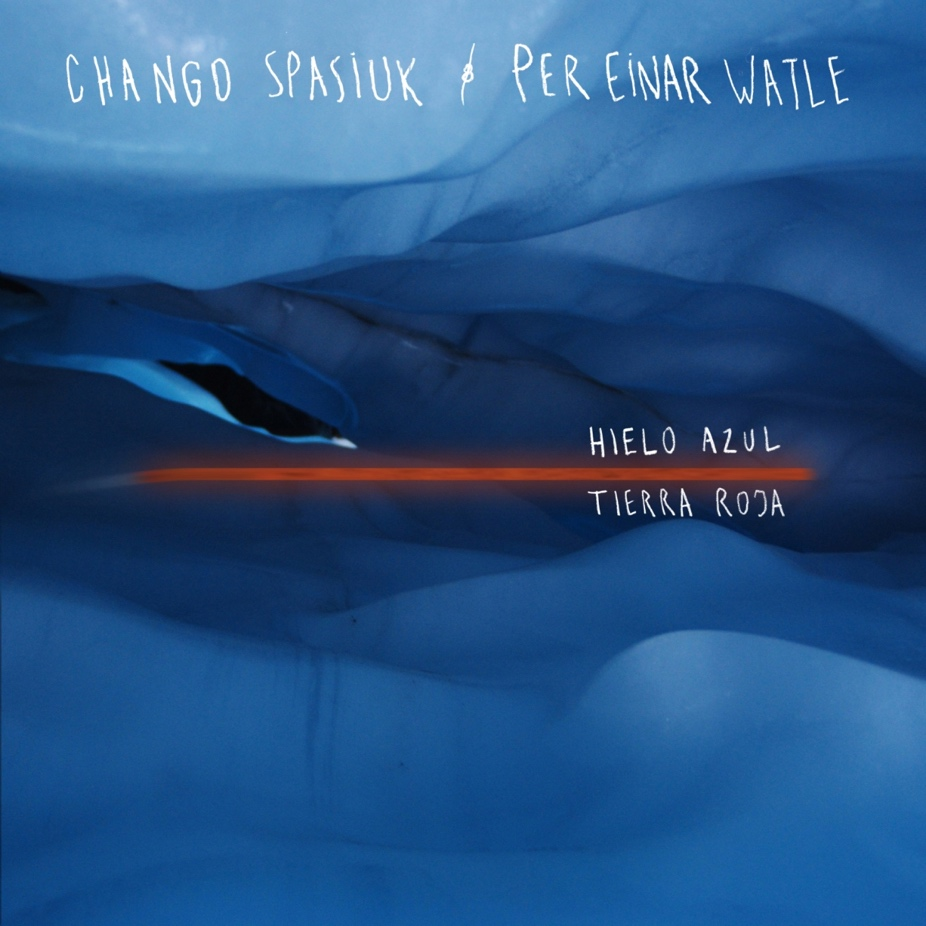 CHANGO SPASIUK & PER EINAR WATLE
HIELO AZUL
TIERRA ROJA